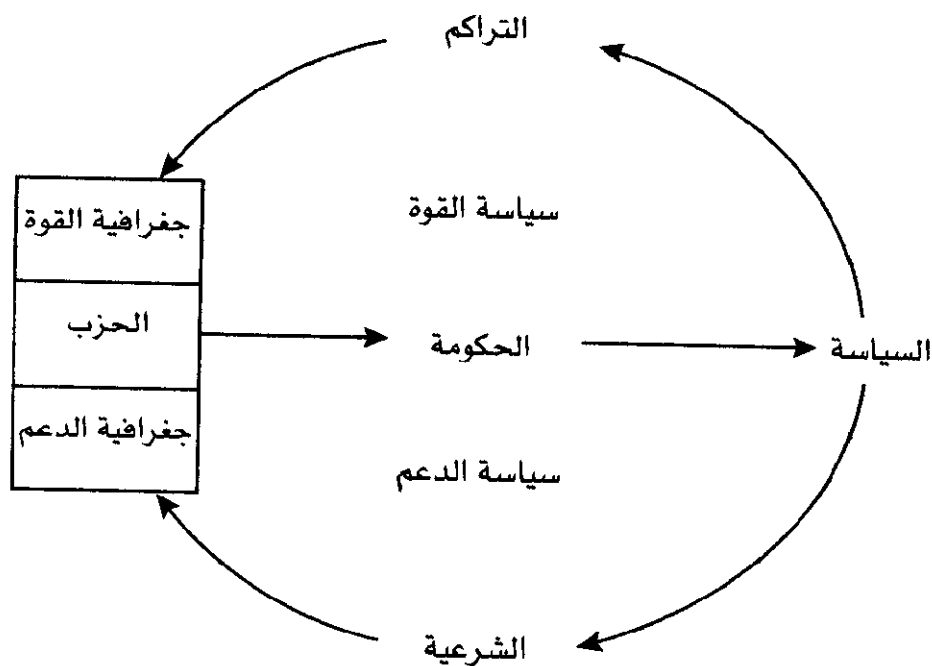 التراكم
سياسة القوة
جغرافية القوة
الحزب
الحكومة
السياسة
جغرافية الدعم
سياسة الدعم
الشرعية